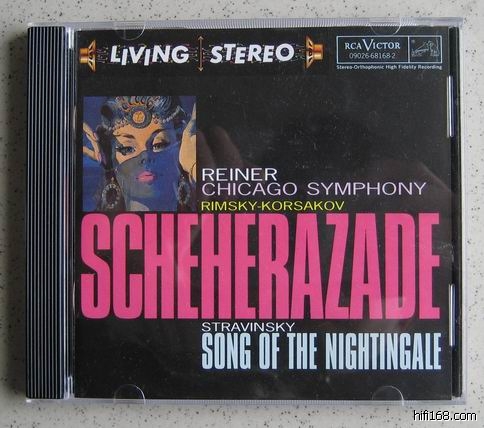 LIVING STEREO
RCA VICTOR
09026-68168-2
Stereo-Orthophonic High Fidelity Recording
REINER
CHICAGO SYMPHONY
RIMSKY-KORSAKOV
SCHEHERAZADE
STRAVINSKY
SONG OF THE NIGHTINGALE
hifi168.com